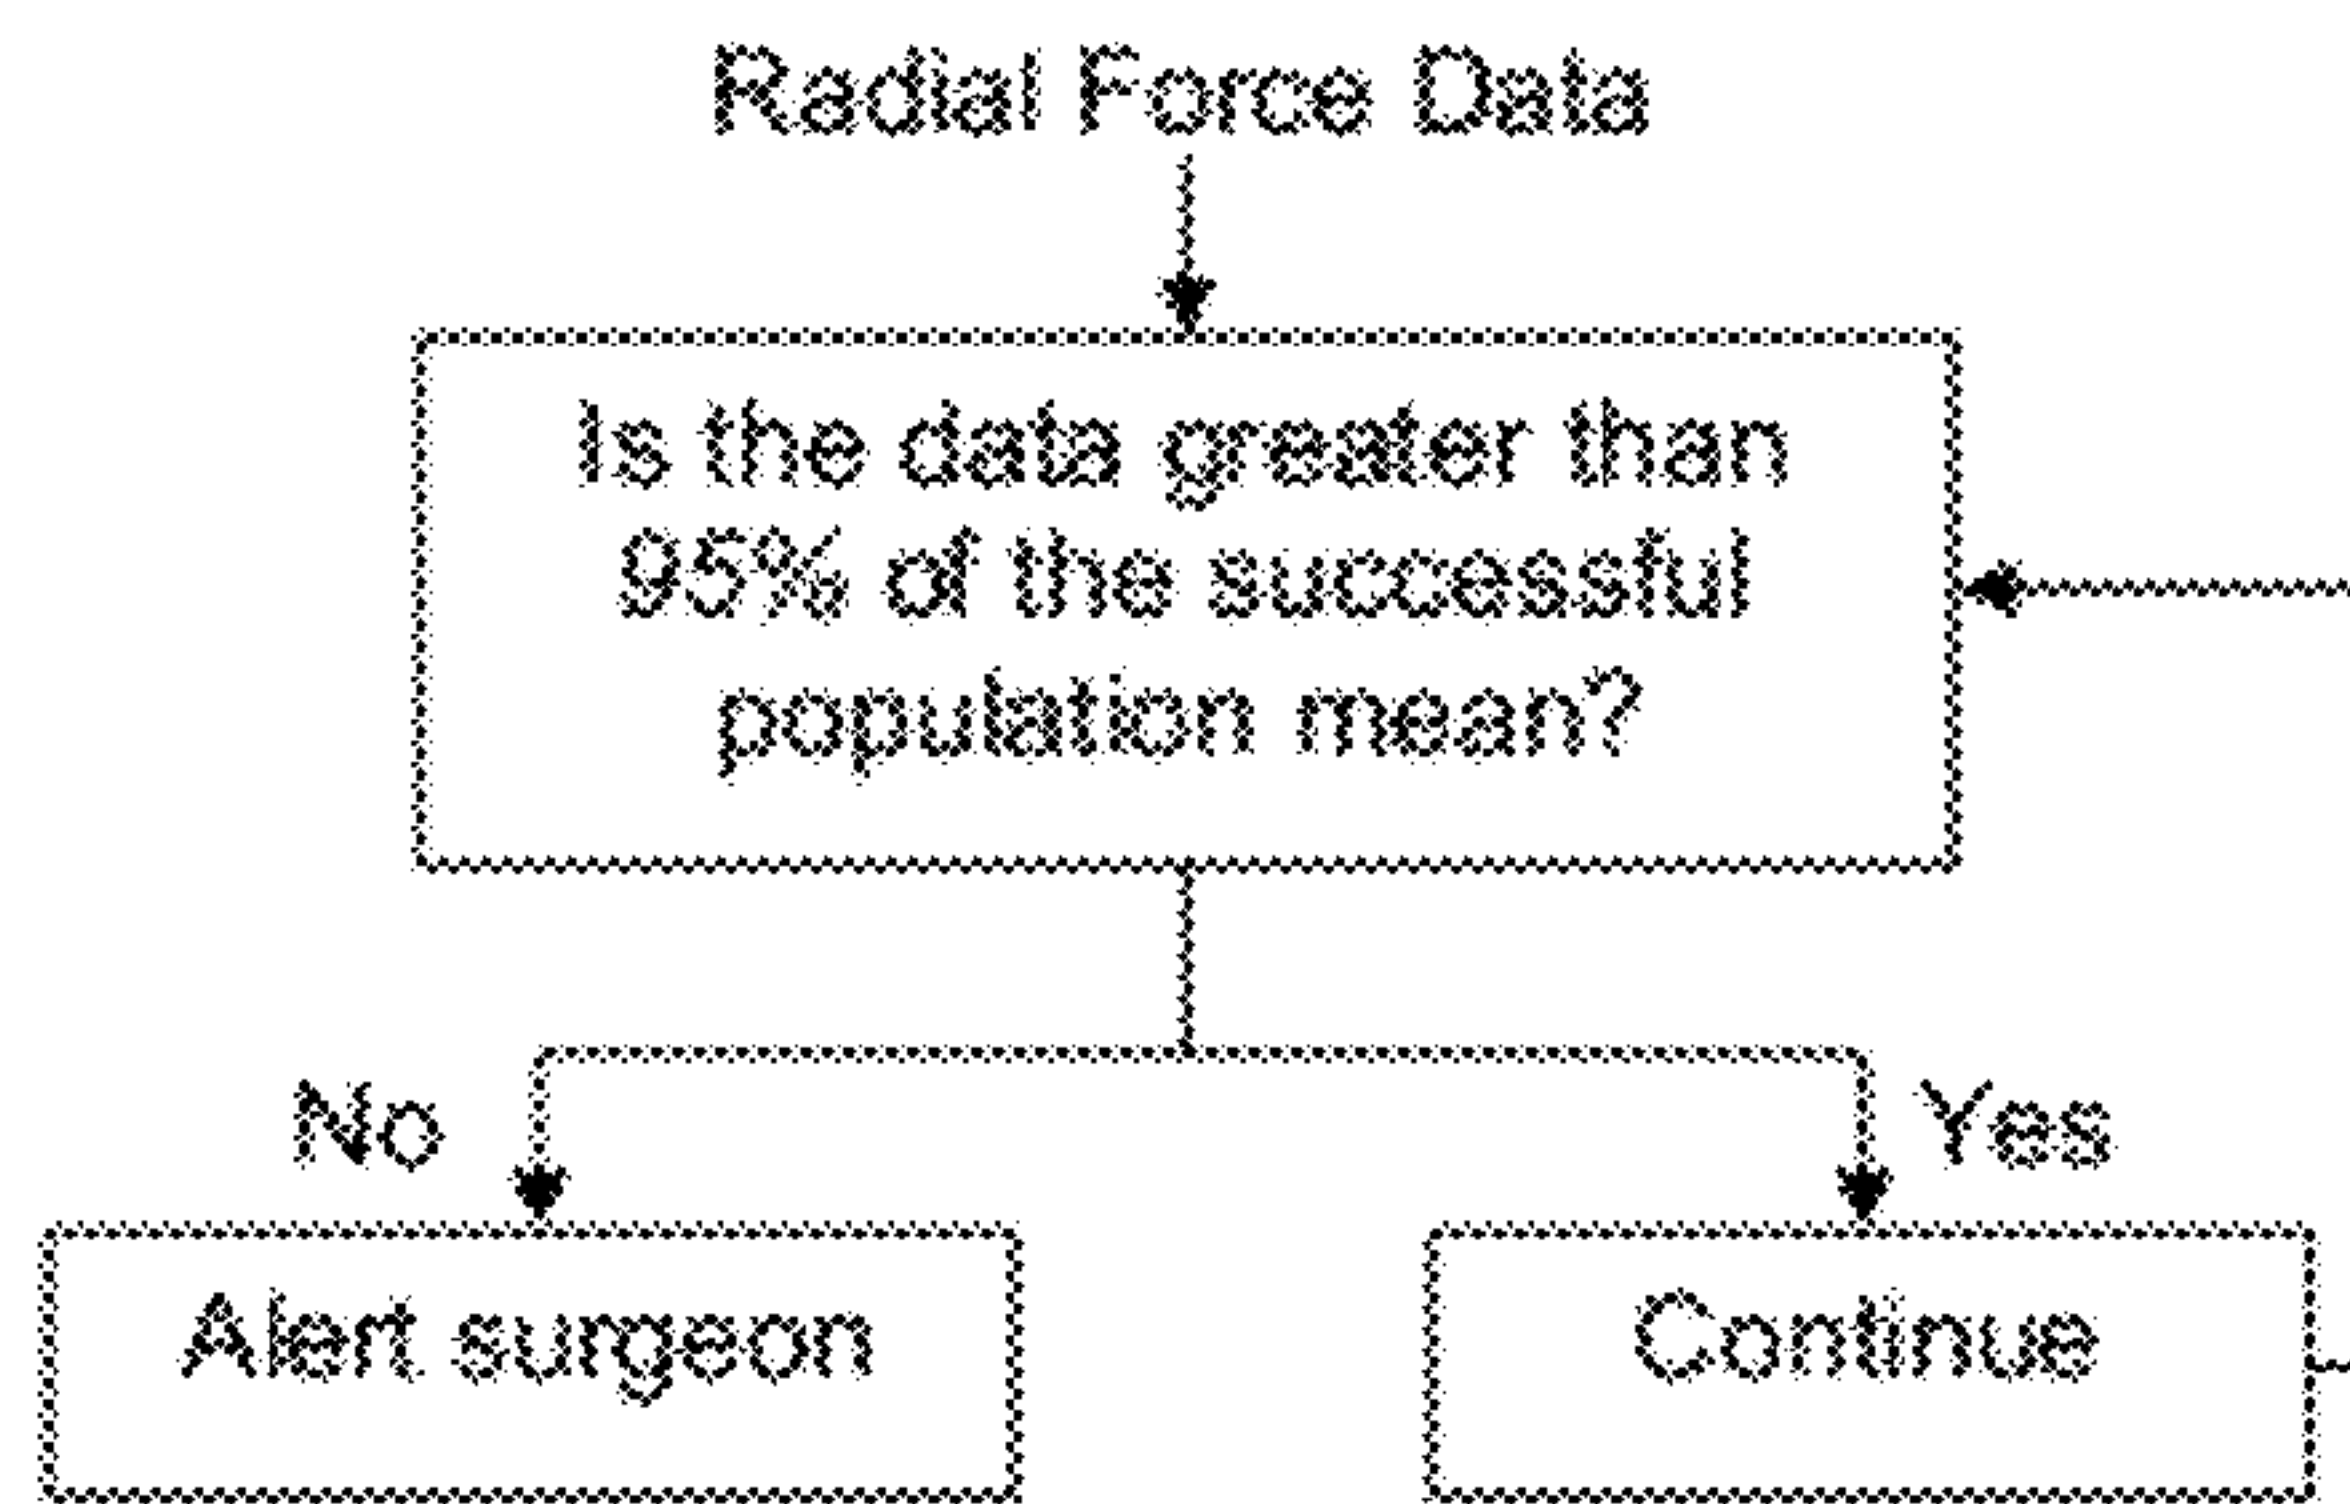 Radial Force Data
Is the data greater than
95% of the successful
population mean?
No
Yes
Alert surgeon
Continue